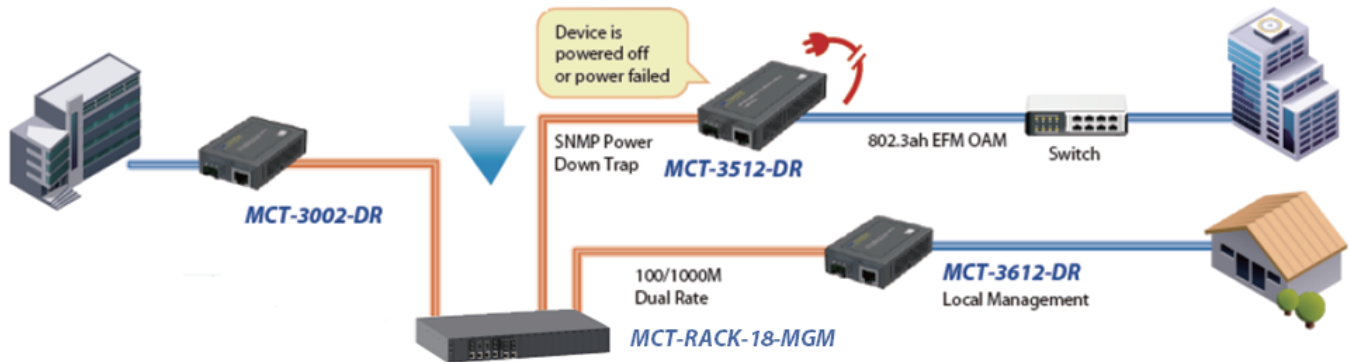 Device is
powered off
or power failed
SNMP Power
Down Trap
MCT-3512-DR
802.3ah EFM OAM
Switch
MCT-3002-DR
100/1000M
Dual Rate
MCT-3612-DR
Local Management
MCT-RACK-18-MGM